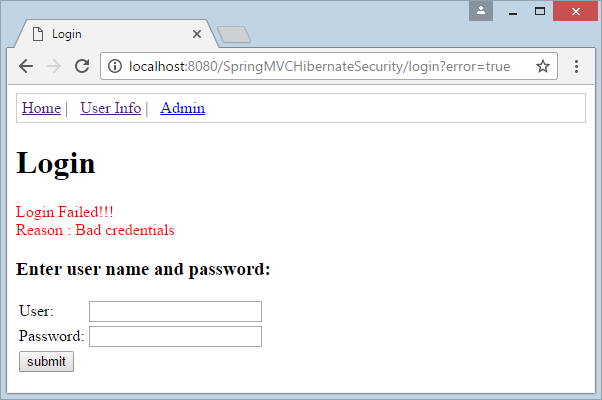 Login
localhost:8080/SpringMVCHibernateSecurity/login?error=true
Home | User Info | Admin
Login
Login Failed!!!
Reason : Bad credentials
Enter user name and password:
User:
Password:
submit